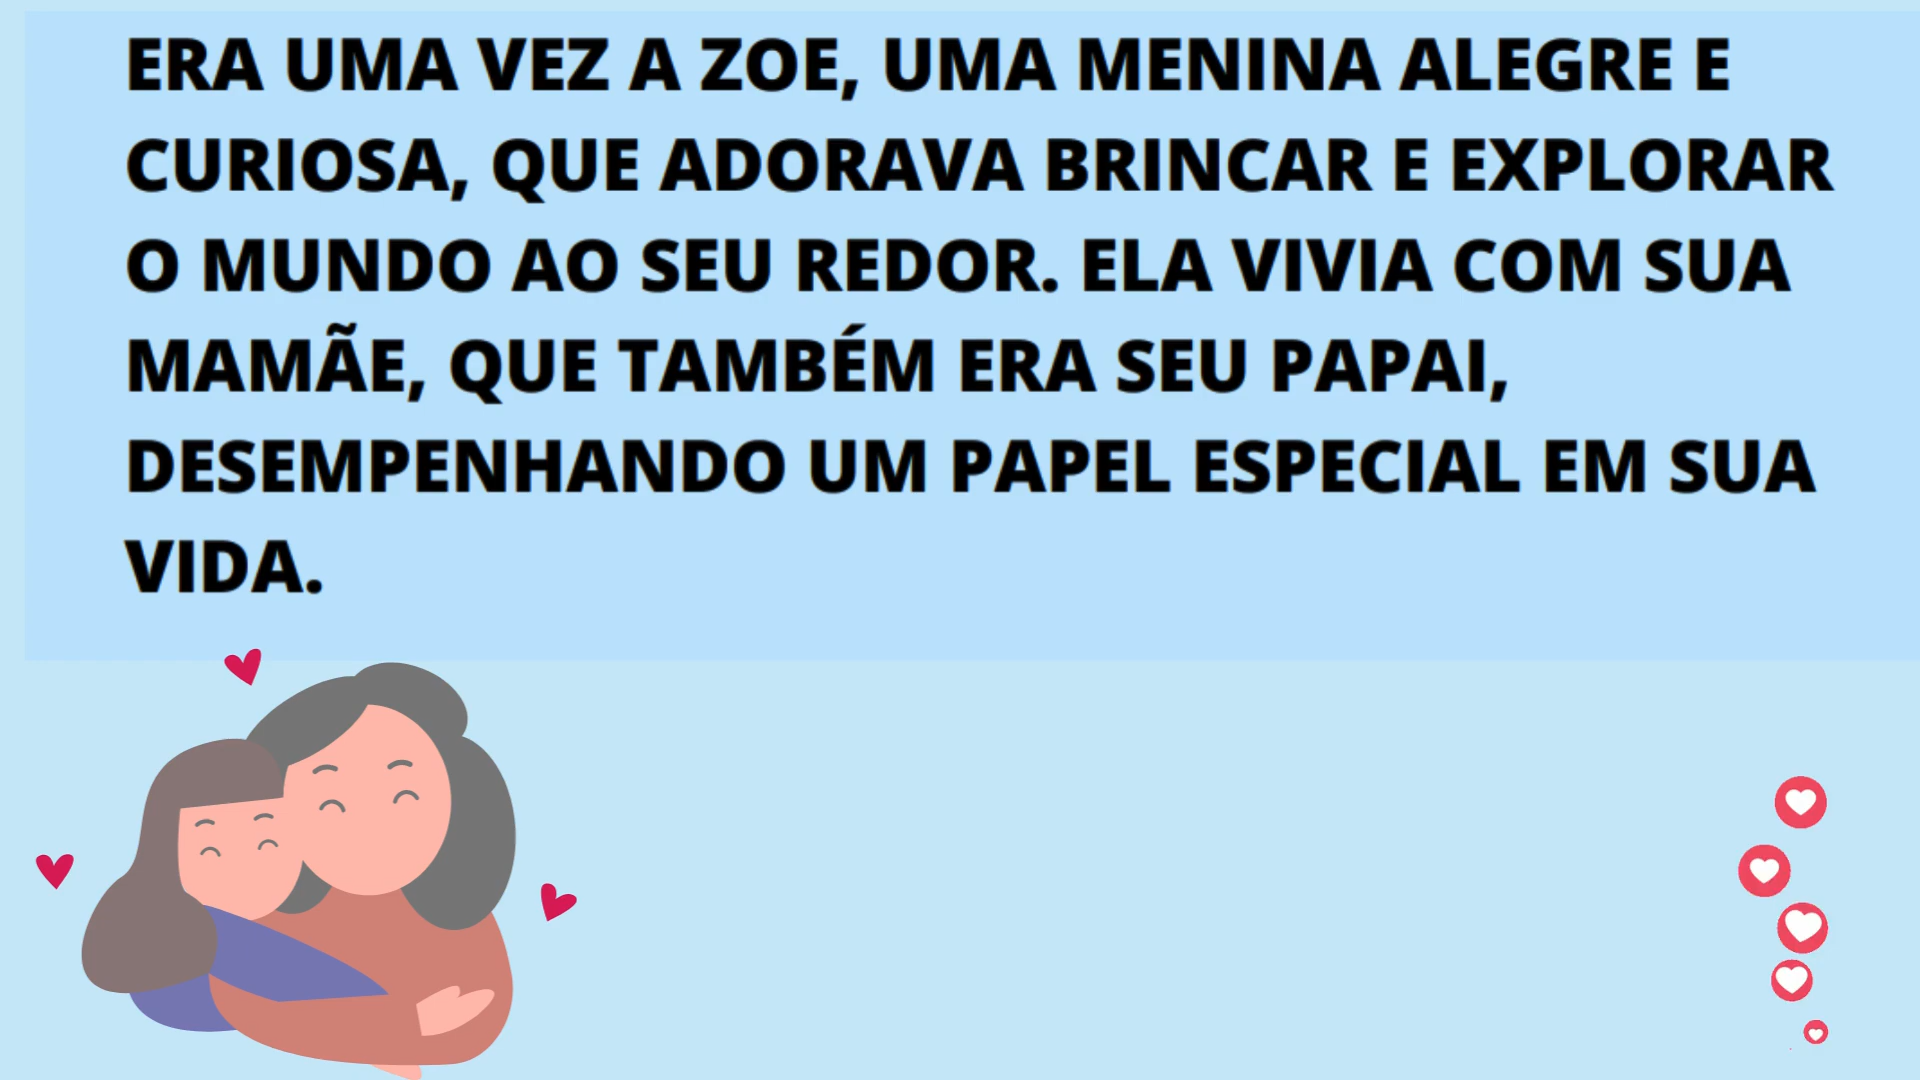 ERA UMA VEZ A ZOE, UMA MENINA ALEGRE E
CURIOSA, QUE ADORAVA BRINCAR E EXPLORAR
O MUNDO AO SEU REDOR. ELA VIVIA COM SUA
MAMÃE, QUE TAMBÉM ERA SEU PAPAI,
DESEMPENHANDO UM PAPEL ESPECIAL EM SUA
VIDA.